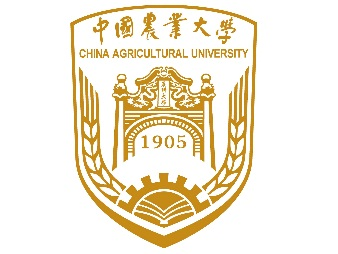 中國農業大學
CHINA AGRICULTURAL UNIVERSITY
1905